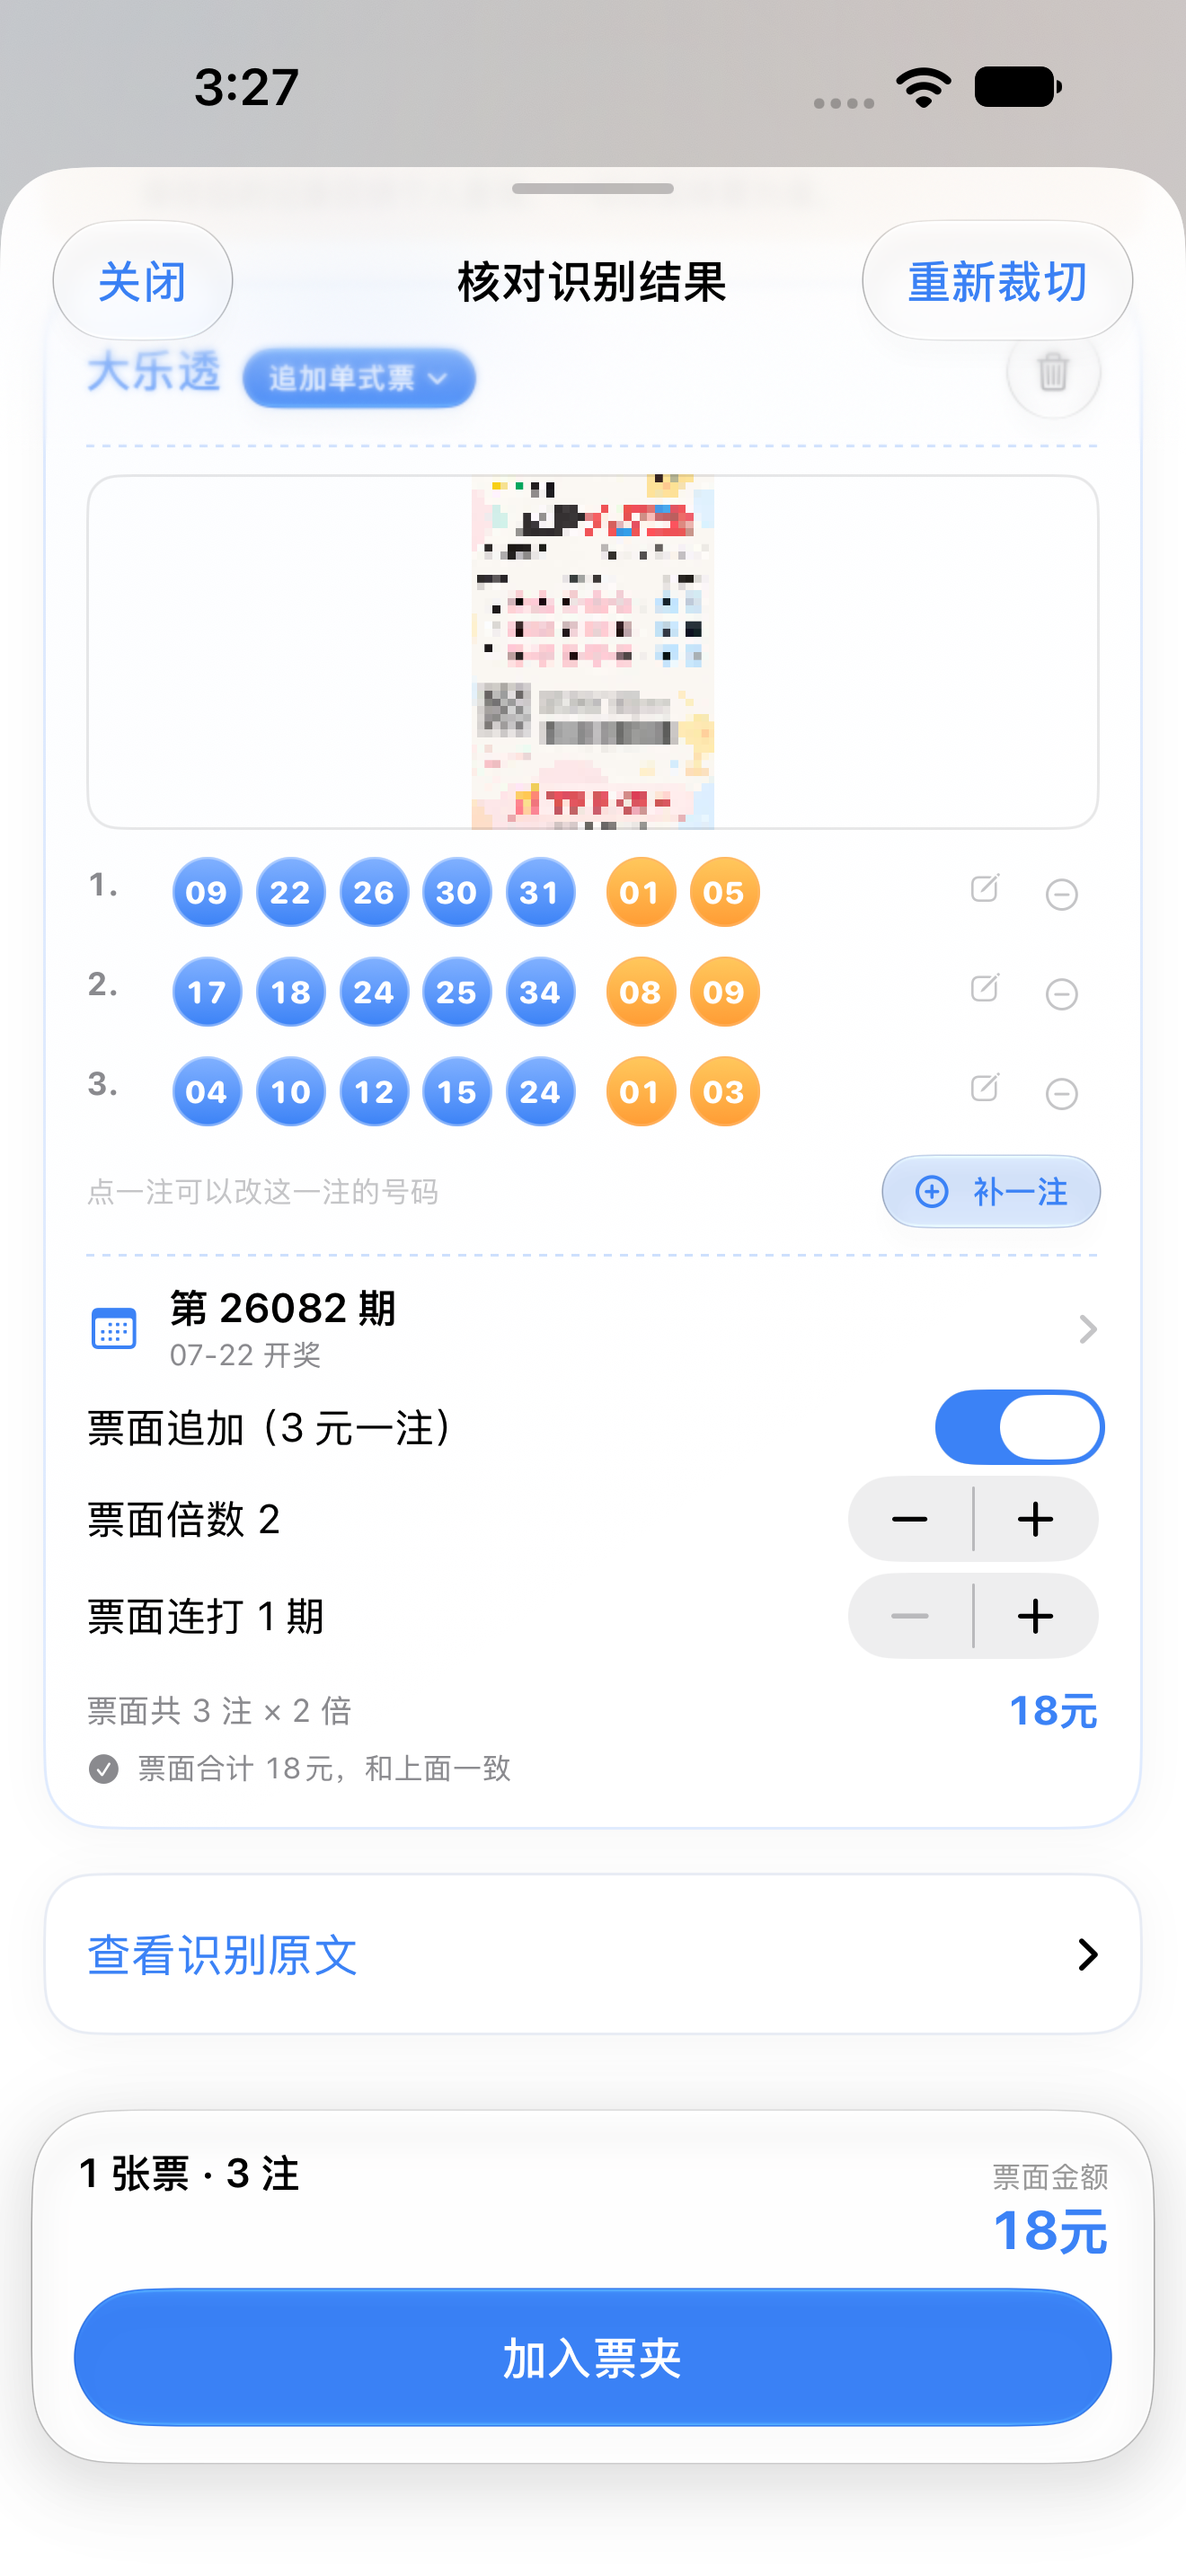 3:27
关闭
核对识别结果
重新裁切
大乐透
追加单式票
1.
09 22 26 30 31 01 05
2.
17 18 24 25 34 08 09
3.
04 10 12 15 24 01 03
点一注可以改这一注的号码
补一注
第 26082 期
07-22 开奖
票面追加（3 元一注）
票面倍数 2
票面连打 1 期
票面共 3 注 × 2 倍
18元
票面合计 18元，和上面一致
查看识别原文
1 张票 · 3 注
票面金额
18元
加入票夹